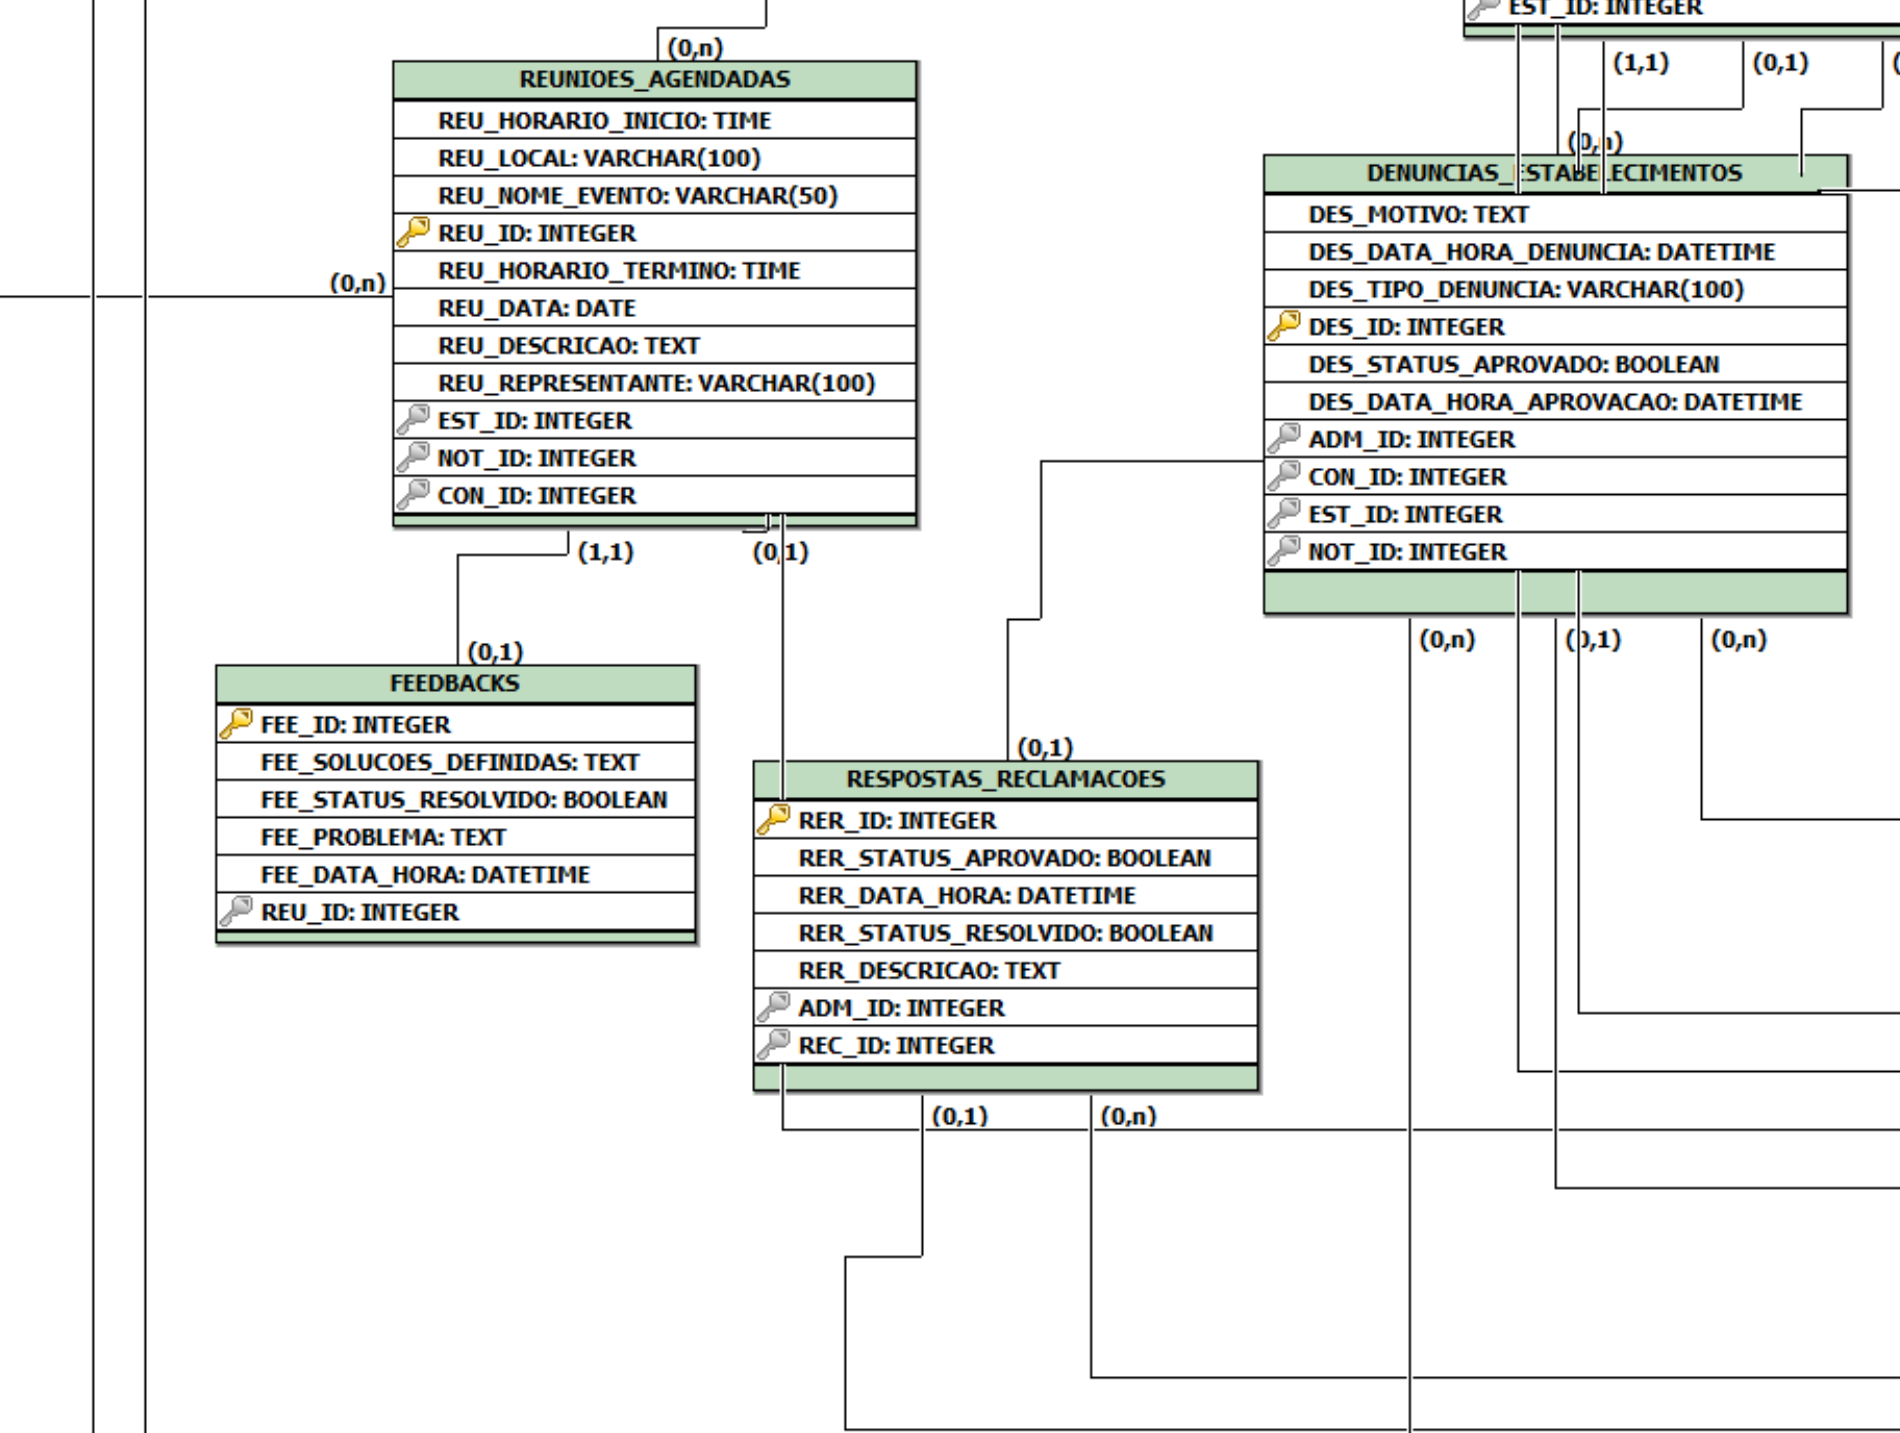 (0,n)
REUNIOES_AGENDADAS
REU_HORARIO_INICIO: TIME
REU_LOCAL: VARCHAR(100)
REU_NOME_EVENTO: VARCHAR(50)
REU_ID: INTEGER
REU_HORARIO_TERMINO: TIME
REU_DATA: DATE
REU_DESCRICAO: TEXT
REU_REPRESENTANTE: VARCHAR(100)
EST_ID: INTEGER
NOT_ID: INTEGER
CON_ID: INTEGER
(0,n)
(1,1)
(0,1)
(0,1)
FEEDBACKS
FEE_ID: INTEGER
FEE_SOLUCOES_DEFINIDAS: TEXT
FEE_STATUS_RESOLVIDO: BOOLEAN
FEE_PROBLEMA: TEXT
FEE_DATA_HORA: DATETIME
REU_ID: INTEGER
(0,1)
RESPOSTAS_RECLAMACOES
RER_ID: INTEGER
RER_STATUS_APROVADO: BOOLEAN
RER_DATA_HORA: DATETIME
RER_STATUS_RESOLVIDO: BOOLEAN
RER_DESCRICAO: TEXT
ADM_ID: INTEGER
REC_ID: INTEGER
(0,1)
(0,n)
EST_ID: INTEGER
(1,1)
(0,1)
(
(0,n)
DENUNCIAS_ESTABELECIMENTOS
DES_MOTIVO: TEXT
DES_DATA_HORA_DENUNCIA: DATETIME
DES_TIPO_DENUNCIA: VARCHAR(100)
DES_ID: INTEGER
DES_STATUS_APROVADO: BOOLEAN
DES_DATA_HORA_APROVACAO: DATETIME
ADM_ID: INTEGER
CON_ID: INTEGER
EST_ID: INTEGER
NOT_ID: INTEGER
(0,n)
(0,1)
(0,n)